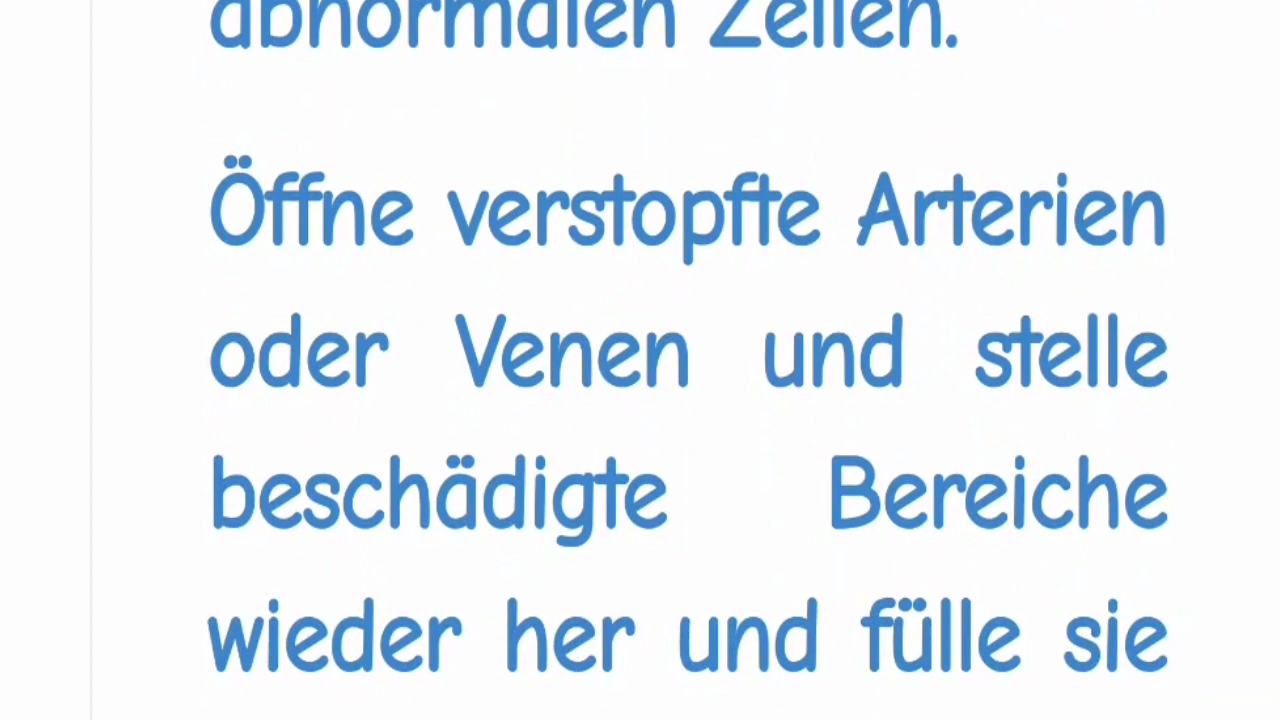 abnormalen Zellen.
Öffne verstopfte Arterien
oder Venen und stelle
beschädigte Bereiche
wieder her und fülle sie